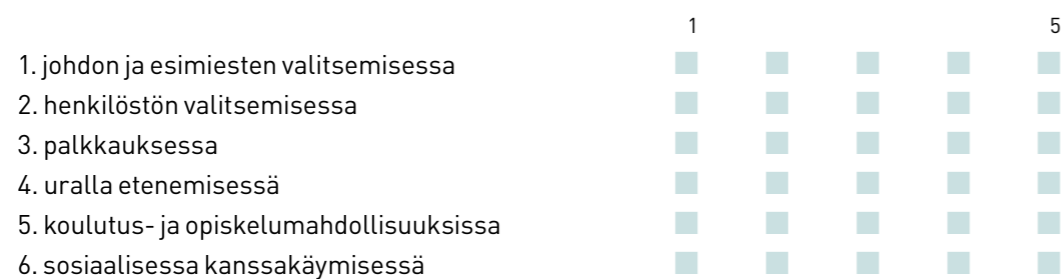 1 5
1. johdon ja esimiesten valitsemisessa
2. henkilöstön valitsemisessa
3. palkkauksessa
4. uralla etenemisessä
5. koulutus- ja opiskelumahdollisuuksissa
6. sosiaalisessa kanssakäymisessä